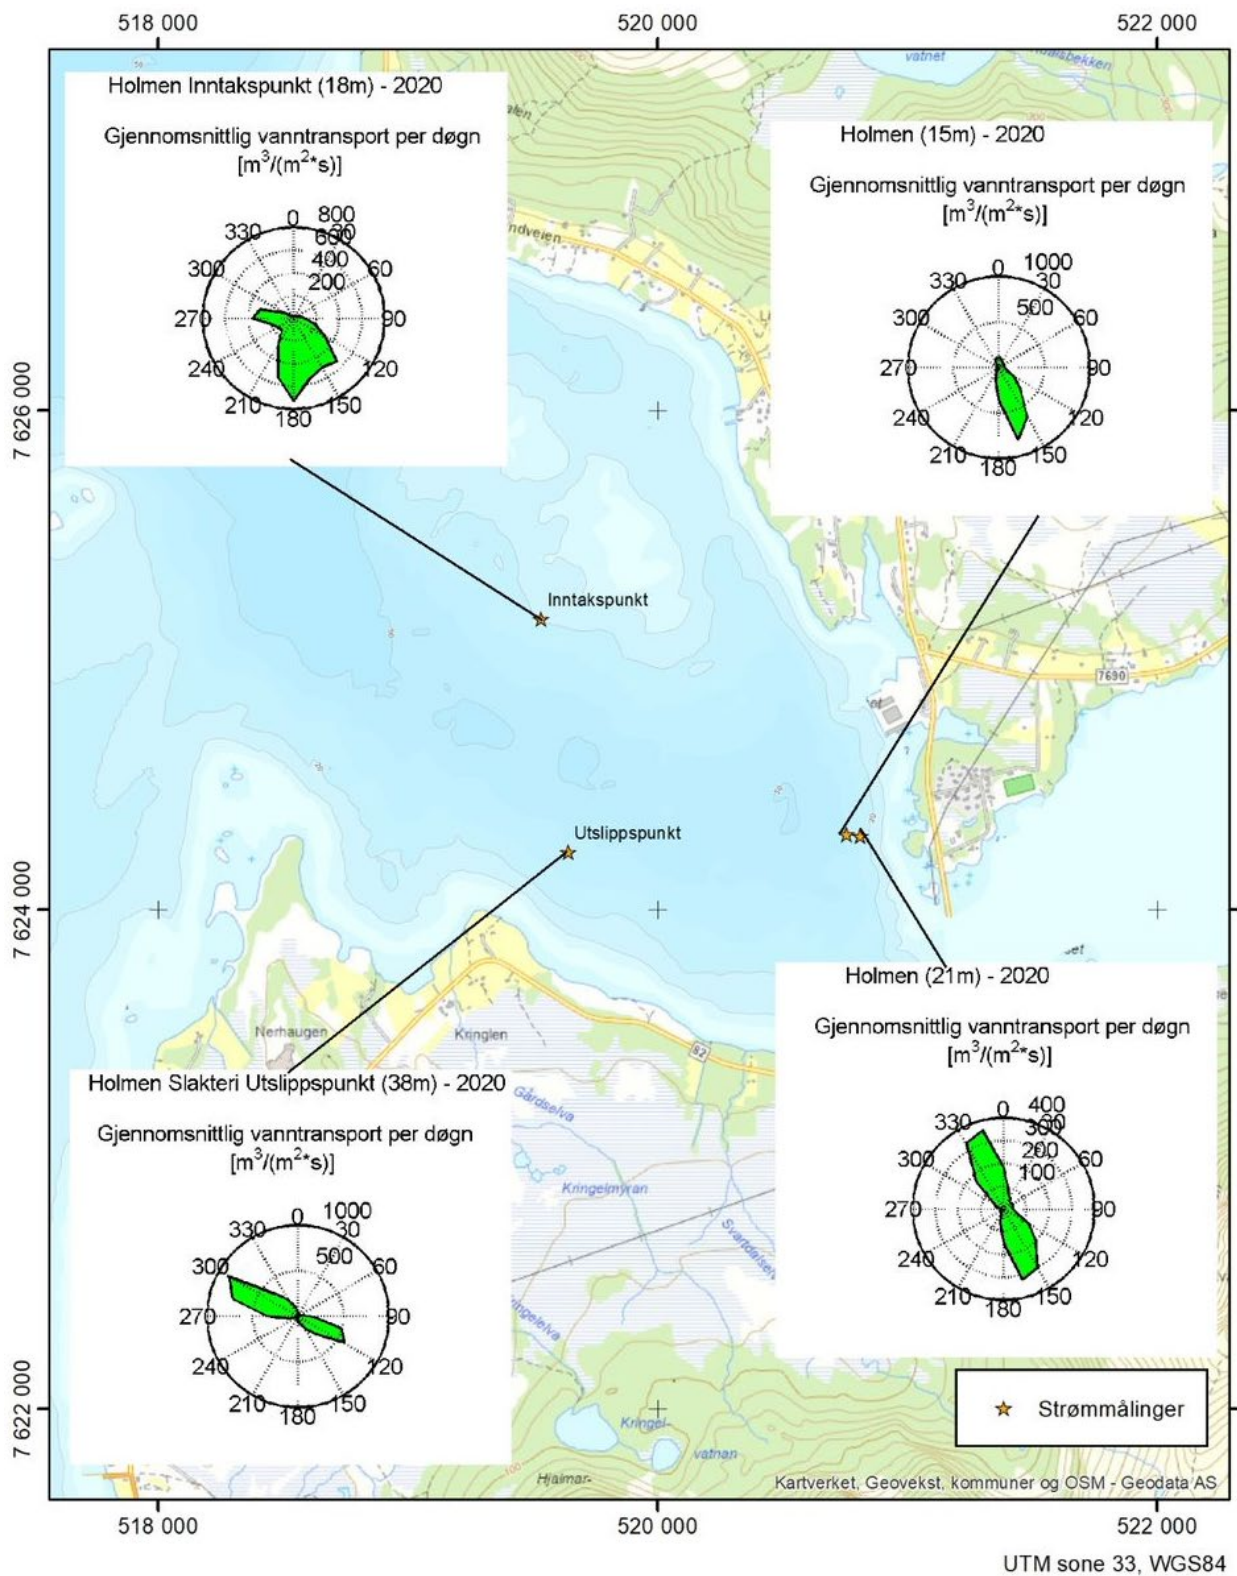 518 000
520 000
522 000
vatnet
Holmen Inntakspunkt (18m) - 2020
Gjennomsnittlig vanntransport per døgn
[m³/(m²*s)]
0
30
60
90
120
150
180
210
240
270
300
330
800
600
400
200
Holmen (15m) - 2020
Gjennomsnittlig vanntransport per døgn
[m³/(m²*s)]
0
30
60
90
120
150
180
210
240
270
300
330
1000
500
7 626 000
Inntakspunkt
7690
Utslippspunkt
7 624 000
Nerhaugen
Kringlen
82
Holmen Slakteri Utslippspunkt (38m) - 2020
Gjennomsnittlig vanntransport per døgn
[m³/(m²*s)]
0
30
60
90
120
150
180
210
240
270
300
330
1000
500
Holmen (21m) - 2020
Gjennomsnittlig vanntransport per døgn
[m³/(m²*s)]
0
30
60
90
120
150
180
210
240
270
300
330
400
300
200
100
Gårdselva
Kringelmyran
7 622 000
Kringel-
vatnan
Hjalmar-
100
Strømmålinger
Kartverket, Geovekst, kommuner og OSM - Geodata AS
518 000
520 000
522 000
UTM sone 33, WGS84